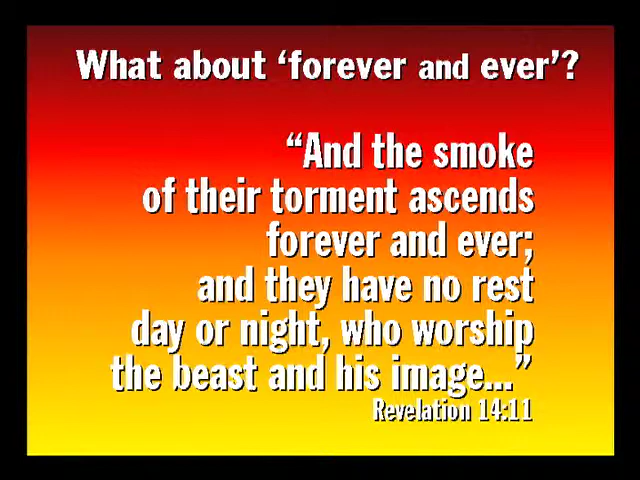 What about ‘forever and ever’?
“And the smoke
of their torment ascends
forever and ever;
and they have no rest
day or night, who worship
the beast and his image...”
Revelation 14:11